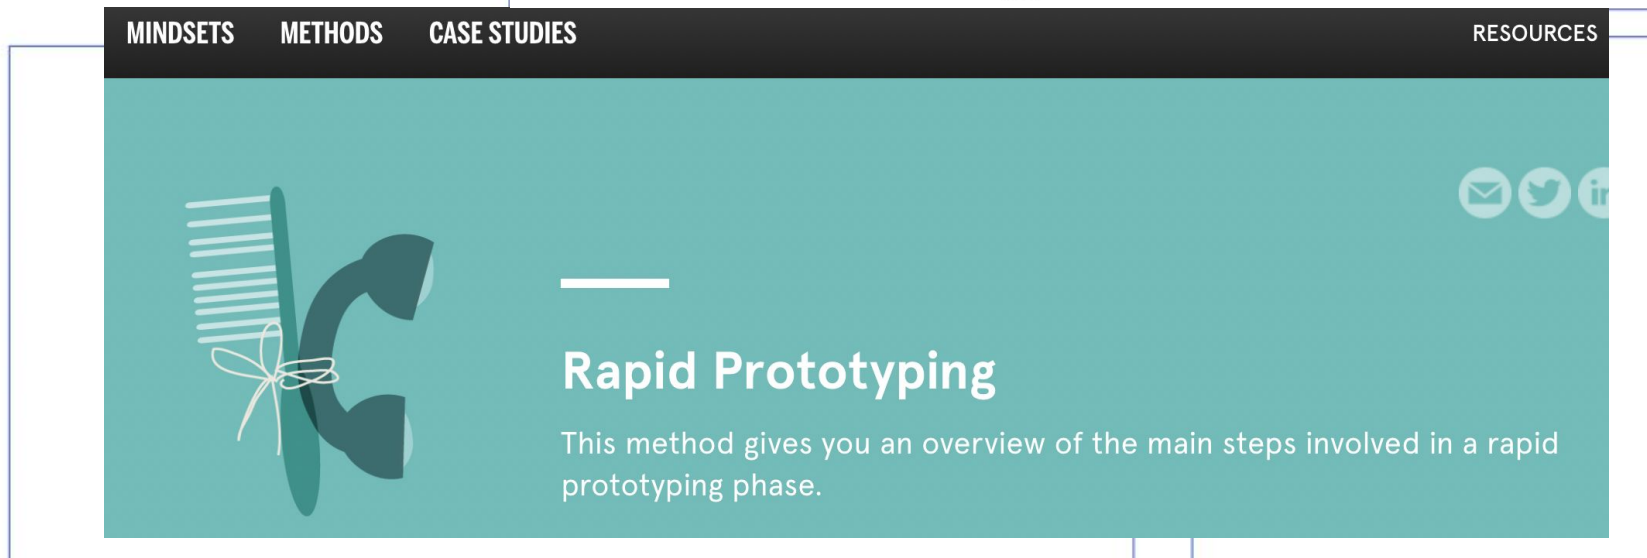 MINDSETS METHODS CASE STUDIES RESOURCES
in
Rapid Prototyping
This method gives you an overview of the main steps involved in a rapid
prototyping phase.